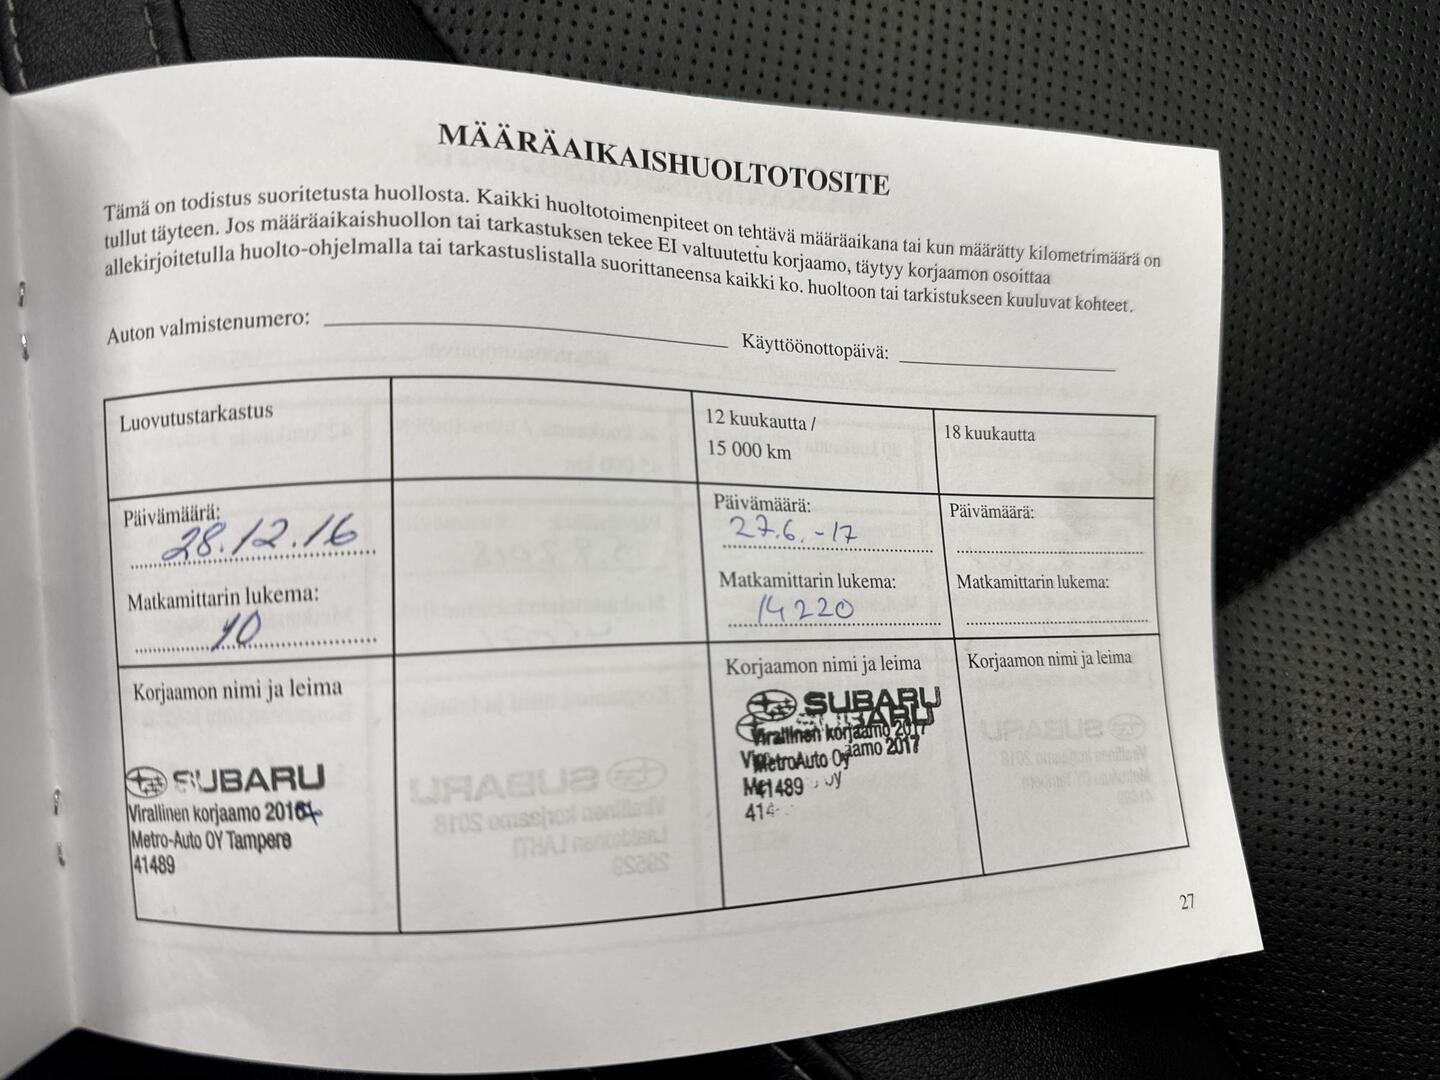 MÄÄRÄAIKAISHUOLTOTOSITE
Tämä on todistus suoritetusta huollosta. Kaikki huoltotoimenpiteet on tehtävä määräaikana tai kun määrätty kilometrimäärä on
tullut täyteen. Jos määräaikaishuollon tai tarkastuksen tekee EI valtuutettu korjaamo, täytyy korjaamon osoittaa
allekirjoitetulla huolto-ohjelmalla tai tarkastuslistalla suorittaneensa kaikki ko. huoltoon tai tarkistukseen kuuluvat kohteet.
Auton valmistenumero:
Käyttöönottopäivä:
Luovutustarkastus
12 kuukautta /
15 000 km
18 kuukautta
Päivämäärä:
28.12.16
Matkamittarin lukema:
10
Päivämäärä:
27.6.-17
Matkamittarin lukema:
14220
Päivämäärä:
Matkamittarin lukema:
Korjaamon nimi ja leima
SUBARU
Virallinen korjaamo 201
Metro-Auto OY Tampere
41489
Korjaamon nimi ja leima
SUBARU
SUBARU
Virallinen korjaamo 2017
MetroAuto Oy
41489
Korjaamon nimi ja leima
27